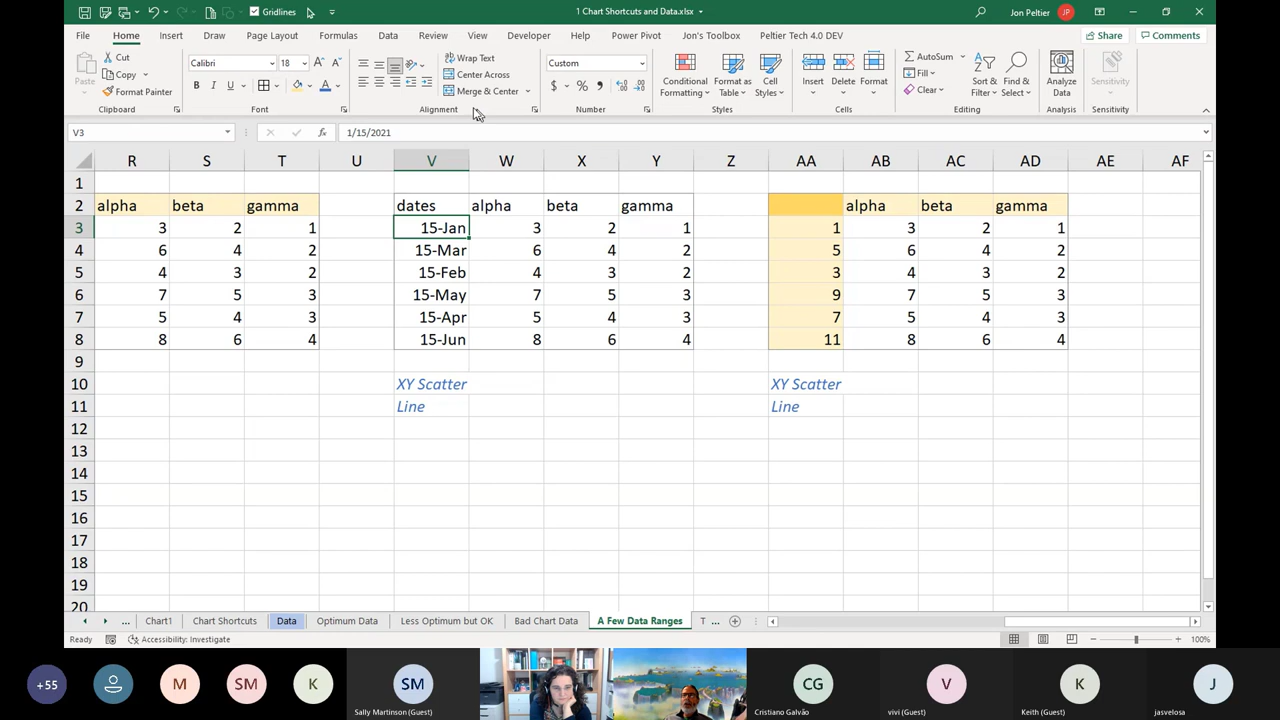 Gridlines
1 Chart Shortcuts and Data.xlsx
Jon Peltier
JP
File Home Insert Draw Page Layout Formulas Data Review View Developer Help Power Pivot Jon's Toolbox Peltier Tech 4.0 DEV Share Comments
Paste
Cut
Copy
Format Painter
Clipboard
Calibri 18
B I U
Font
Wrap Text
Center Across
Merge & Center
Alignment
Custom
$ % ,
Number
Conditional Formatting
Format as Table
Cell Styles
Styles
Insert Delete Format
Cells
AutoSum
Fill
Clear
Sort & Filter
Find & Select
Editing
Analyze Data
Analysis
Sensitivity
Sensitivity
V3 fx 1/15/2021
R S T U V W X Y Z AA AB AC AD AE AF
1
2 alpha beta gamma dates alpha beta gamma alpha beta gamma
3 3 2 1 15-Jan 3 2 1 1 3 2 1
4 6 4 2 15-Mar 6 4 2 5 6 4 2
5 4 3 2 15-Feb 4 3 2 3 4 3 2
6 7 5 3 15-May 7 5 3 9 7 5 3
7 5 4 3 15-Apr 5 4 3 7 5 4 3
8 8 6 4 15-Jun 8 6 4 11 8 6 4
9
10 XY Scatter XY Scatter
11 Line Line
12
13
14
15
16
17
18
19
20
... Chart1 Chart Shortcuts Data Optimum Data Less Optimum but OK Bad Chart Data A Few Data Ranges T ...
Ready Accessibility: Investigate 100%
+55 M SM K SM CG V K J
Sally Martinson (Guest) Cristiano Galvão vivi (Guest) Keith (Guest) jasvelosa